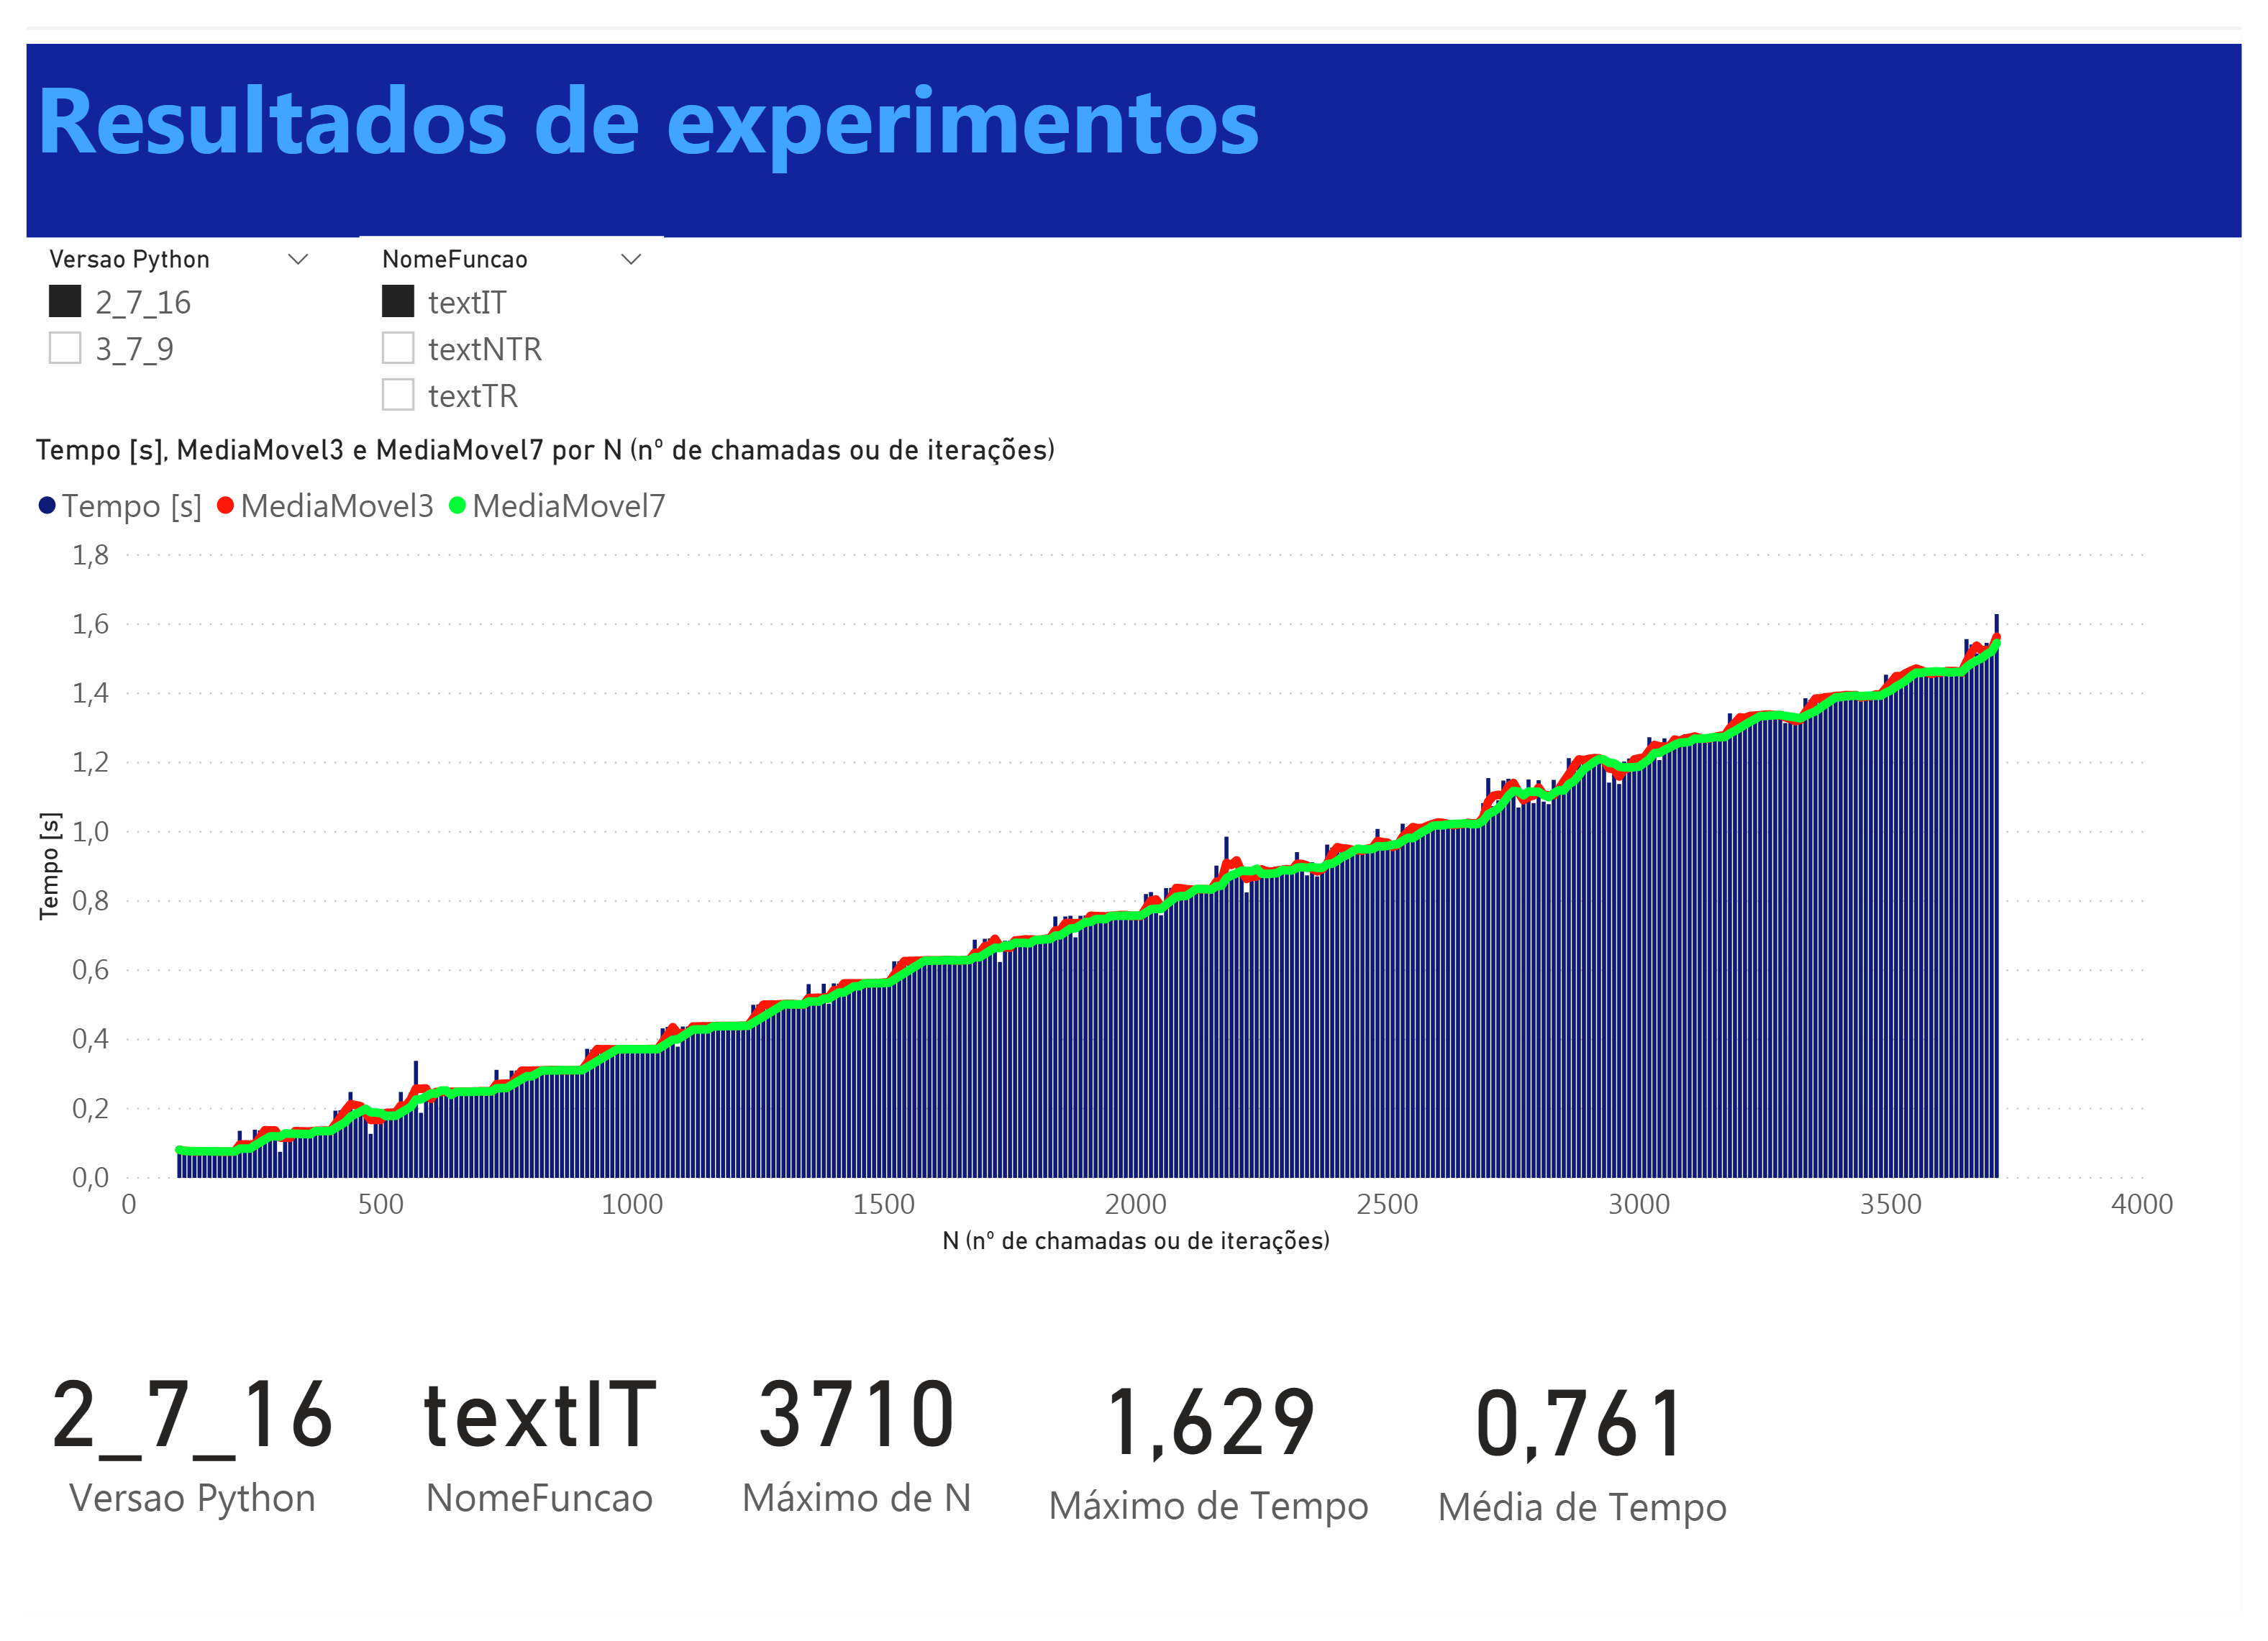 Resultados de experimentos
Versao Python
2_7_16
3_7_9
NomeFuncao
textIT
textNTR
textTR
Tempo [s], MediaMovel3 e MediaMovel7 por N (nº de chamadas ou de iterações)
Tempo [s] MediaMovel3 MediaMovel7
Tempo [s]
1,8
1,6
1,4
1,2
1,0
0,8
0,6
0,4
0,2
0,0
0 500 1000 1500 2000 2500 3000 3500 4000
N (nº de chamadas ou de iterações)
2_7_16
Versao Python
textIT
NomeFuncao
3710
Máximo de N
1,629
Máximo de Tempo
0,761
Média de Tempo